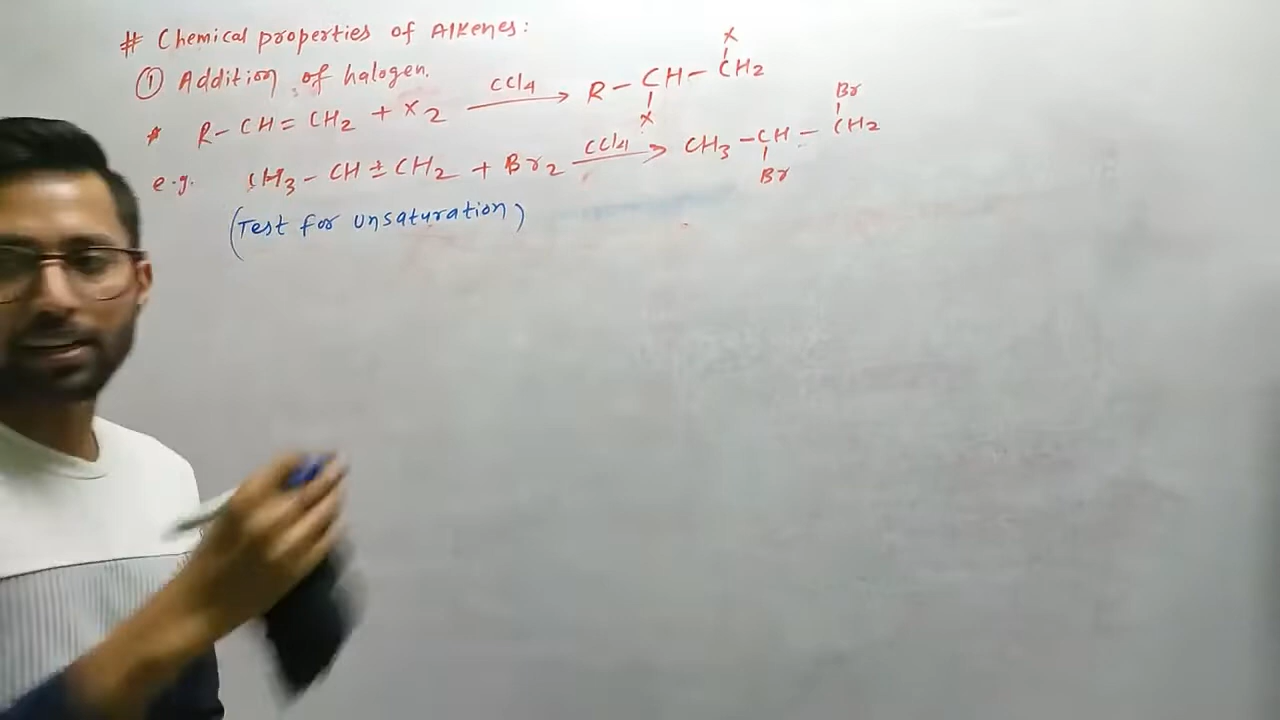 # Chemical properties of Alkenes:
① Addition of halogen.
* R - CH = CH2 + X2 CCl4 → R - CH - CH2
X X
e.g. CH3 - CH = CH2 + Br2 CCl4 → CH3 - CH - CH2
Br Br
(Test for unsaturation)